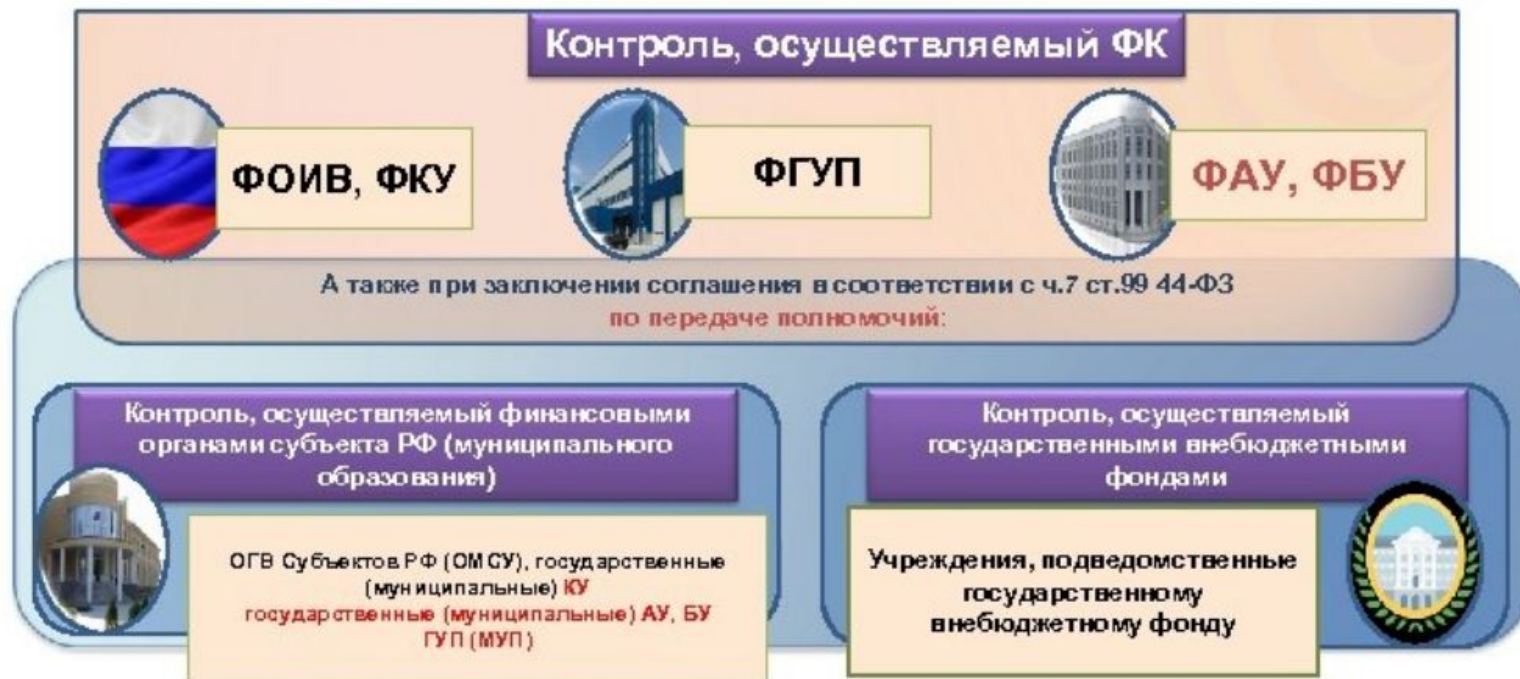 Контроль, осуществляемый ФК
ФОИВ, ФКУ
ФГУП
ФАУ, ФБУ
А также при заключении соглашения в соответствии с ч.7 ст.99 44-ФЗ
по передаче полномочий:
Контроль, осуществляемый финансовыми
органами субъекта РФ (муниципального
образования)
ОГВ Субъектов РФ (ОМСУ), государственные
(муниципальные) КУ
государственные (муниципальные) АУ, БУ
ГУП (МУП)
Контроль, осуществляемый
государственными внебюджетными
фондами
Учреждения, подведомственные
государственному
внебюджетному фонду